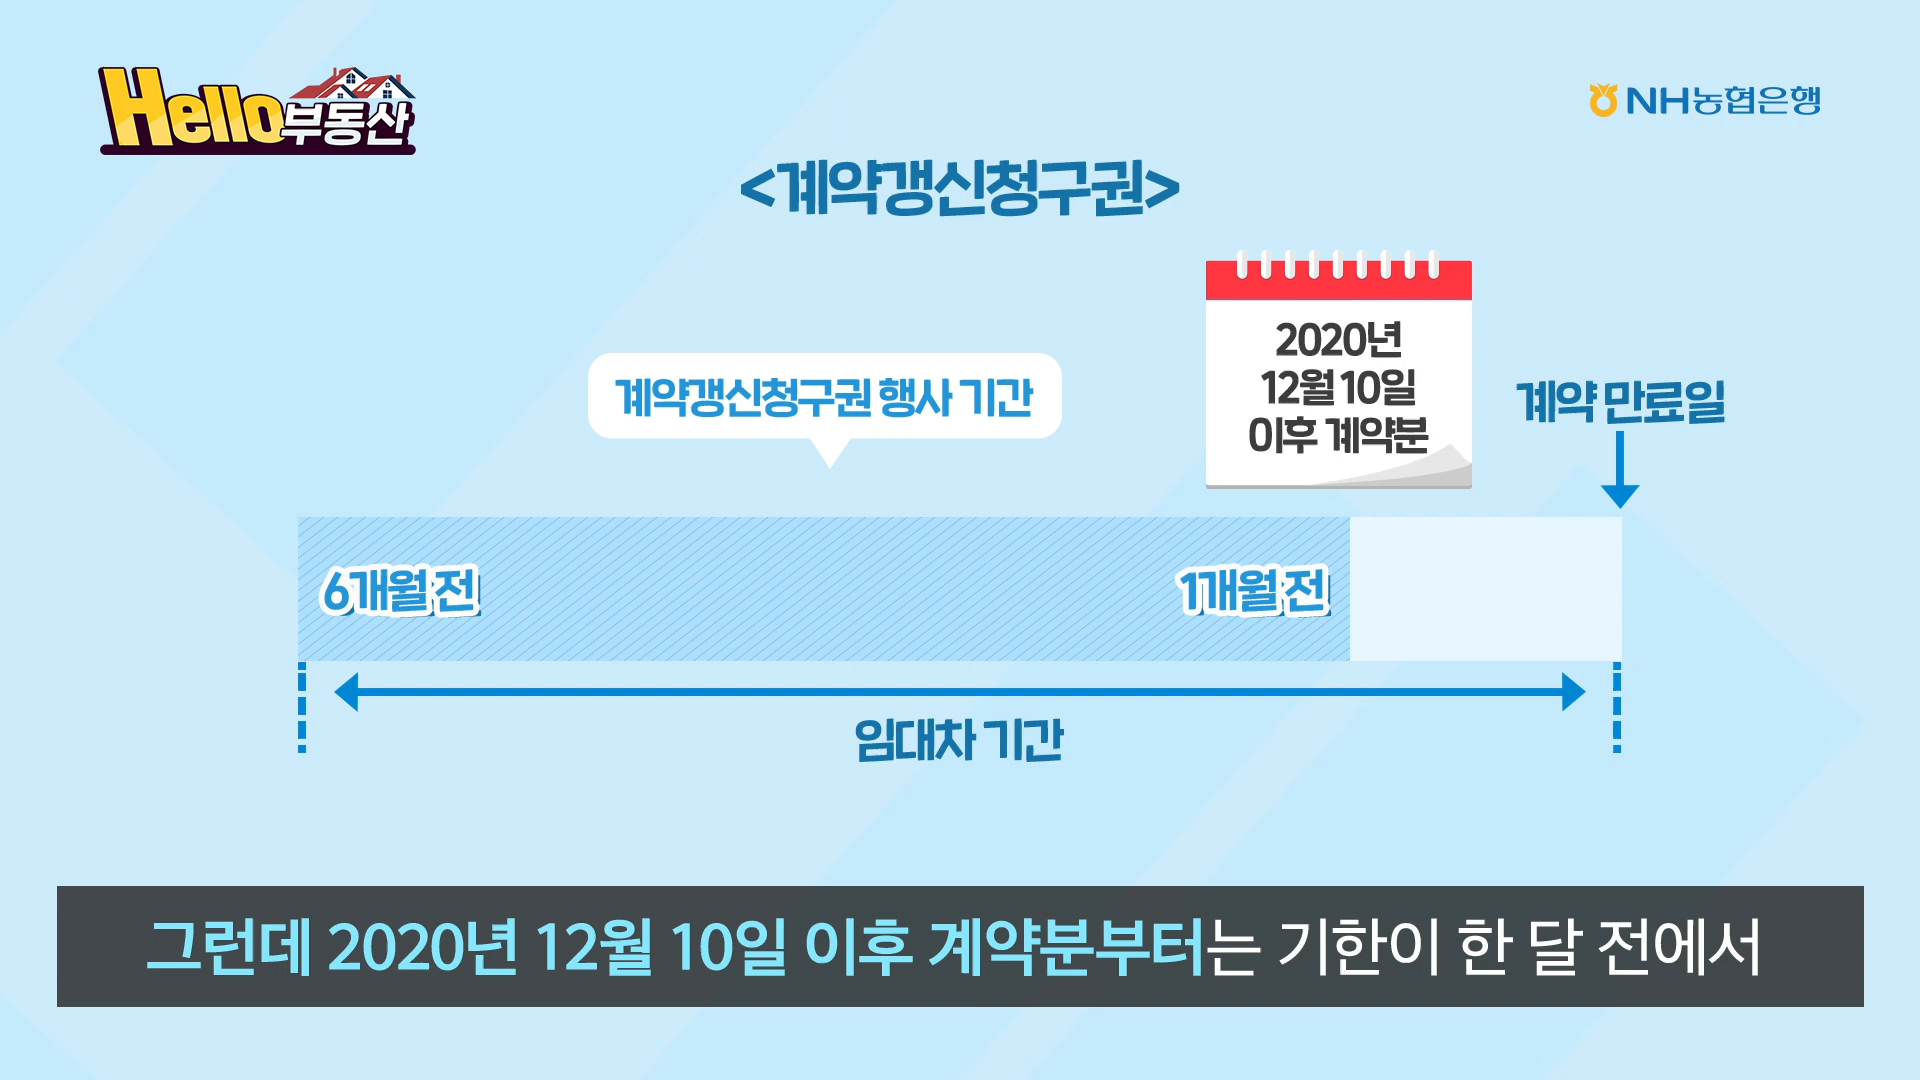 Hello부동산
NH농협은행
<계약갱신청구권>
2020년
12월 10일
이후 계약분
계약갱신청구권 행사 기간
계약 만료일
6개월 전
1개월 전
임대차 기간
그런데 2020년 12월 10일 이후 계약분부터는 기한이 한 달 전에서